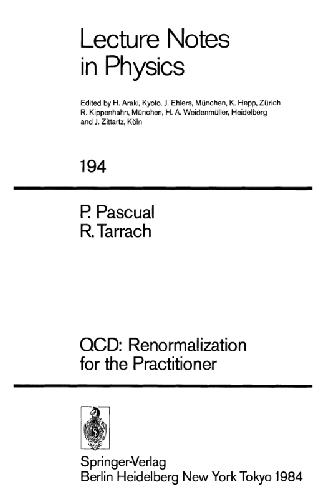 Lecture Notes
in Physics
Edited by H. Araki, Kyoto, J. Ehlers, München, K. Hepp, Zürich
R. Kippenhahn, München, H. A. Weidenmüller, Heidelberg
and J. Zittartz, Köln
194
P. Pascual
R. Tarrach
QCD: Renormalization
for the Practitioner
Springer-Verlag
Berlin Heidelberg New York Tokyo 1984